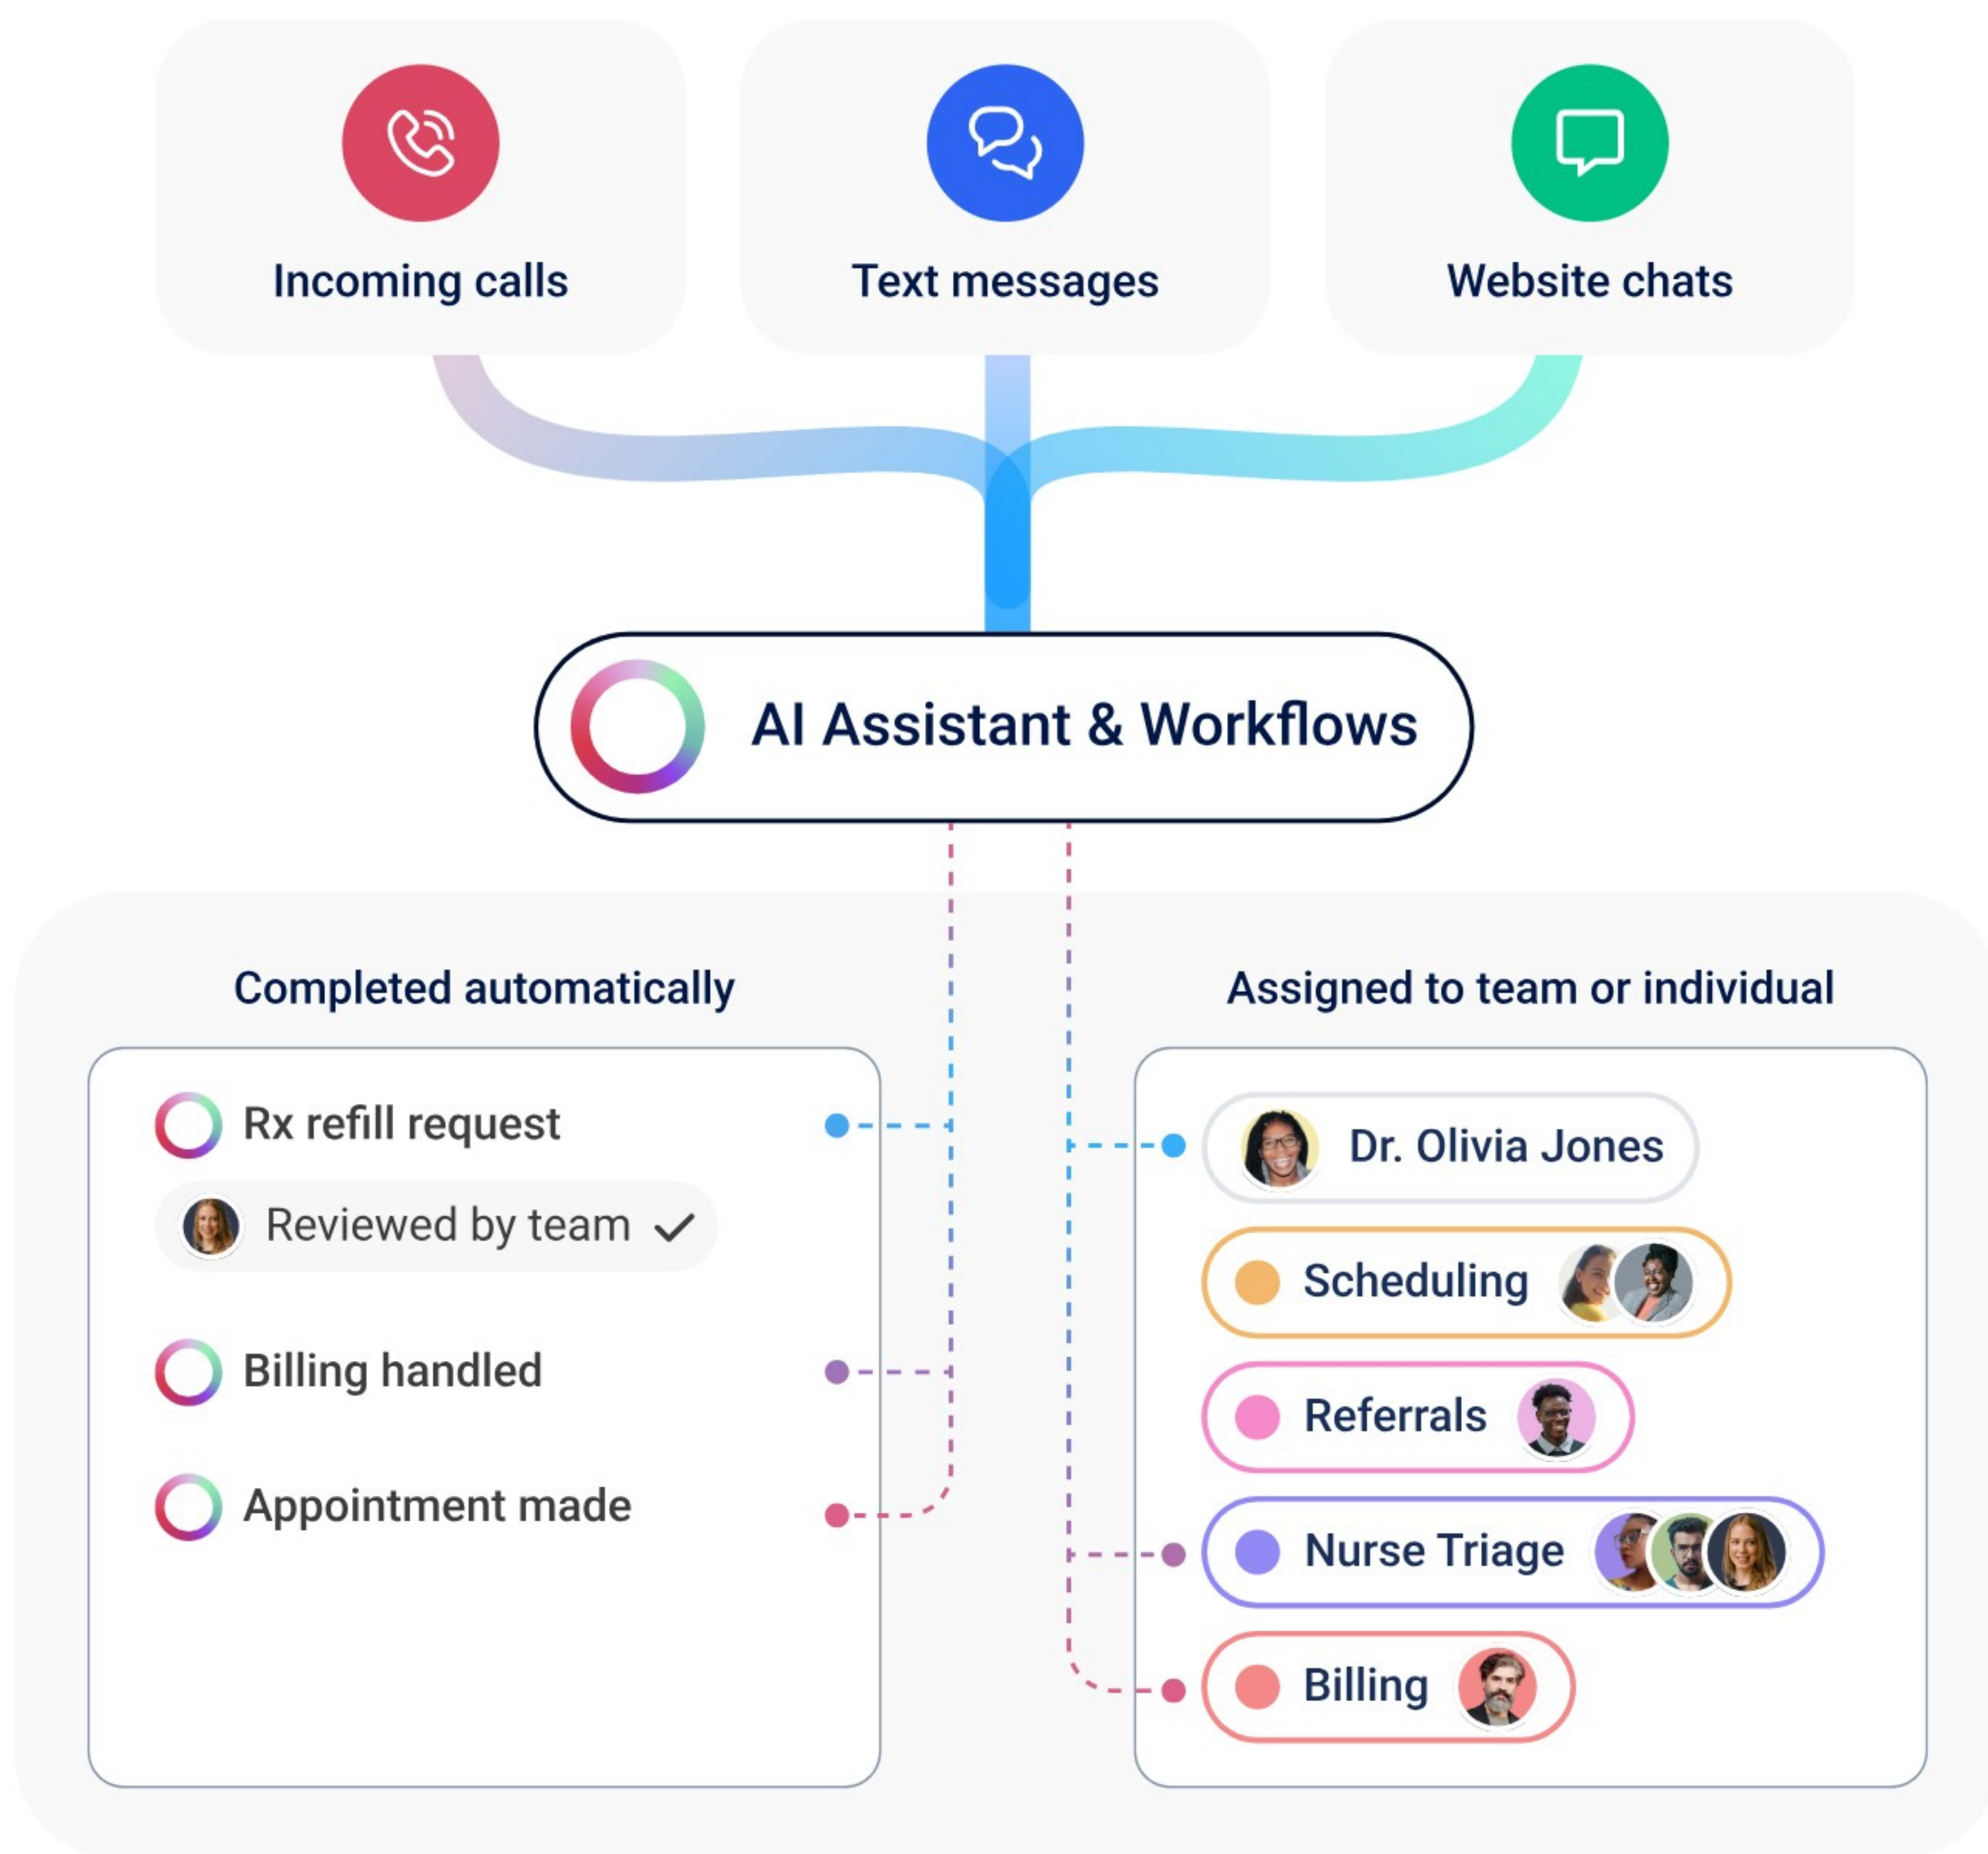 Incoming calls
Text messages
Website chats
AI Assistant & Workflows
Completed automatically
Rx refill request
Reviewed by team
Billing handled
Appointment made
Assigned to team or individual
Dr. Olivia Jones
Scheduling
Referrals
Nurse Triage
Billing